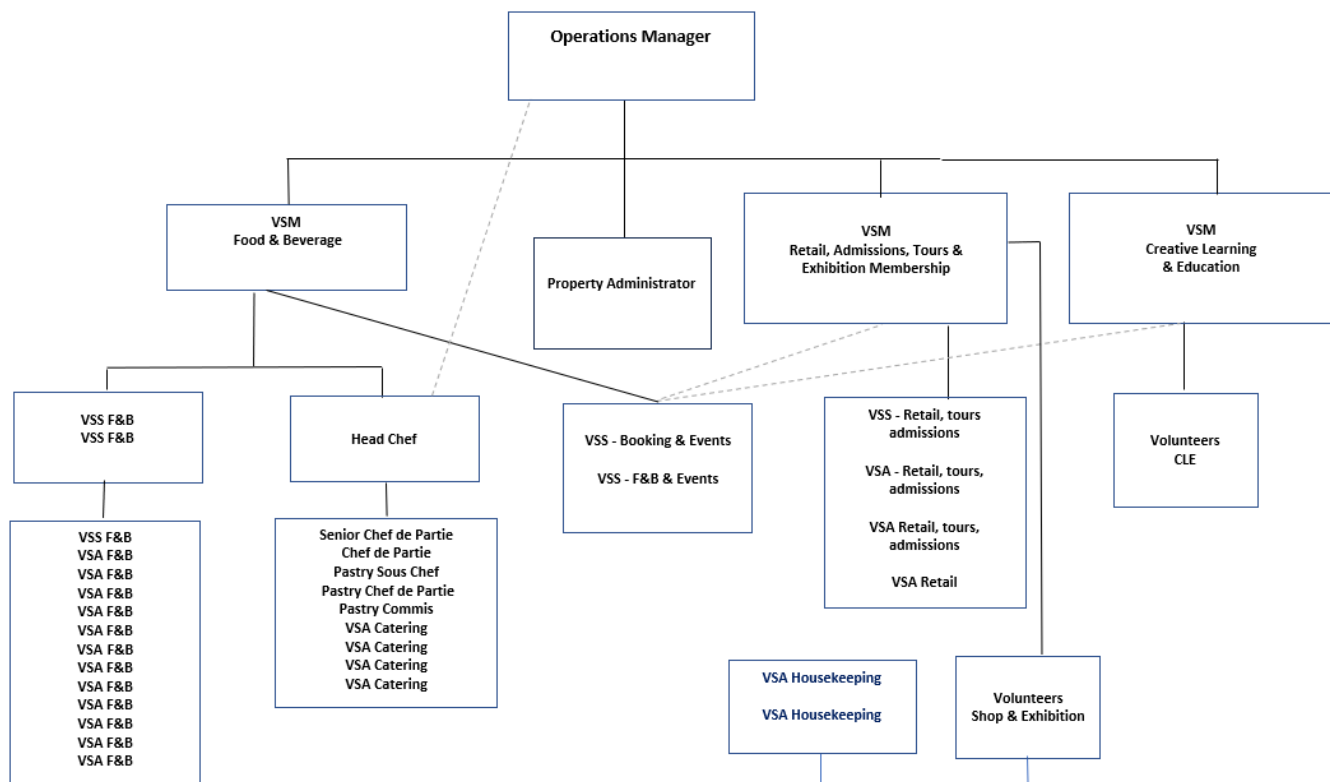 Operations Manager
VSM
Food & Beverage
Property Administrator
VSM
Retail, Admissions, Tours &
Exhibition Membership
VSM
Creative Learning
& Education
VSS F&B
VSS F&B
Head Chef
VSS - Booking & Events
VSS - F&B & Events
VSS - Retail, tours
admissions
VSA - Retail, tours,
admissions
VSA Retail, tours,
admissions
VSA Retail
Volunteers
CLE
VSS F&B
VSA F&B
VSA F&B
VSA F&B
VSA F&B
VSA F&B
VSA F&B
VSA F&B
VSA F&B
VSA F&B
VSA F&B
VSA F&B
VSA F&B
Senior Chef de Partie
Chef de Partie
Pastry Sous Chef
Pastry Chef de Partie
Pastry Commis
VSA Catering
VSA Catering
VSA Catering
VSA Catering
VSA Housekeeping
VSA Housekeeping
Volunteers
Shop & Exhibition